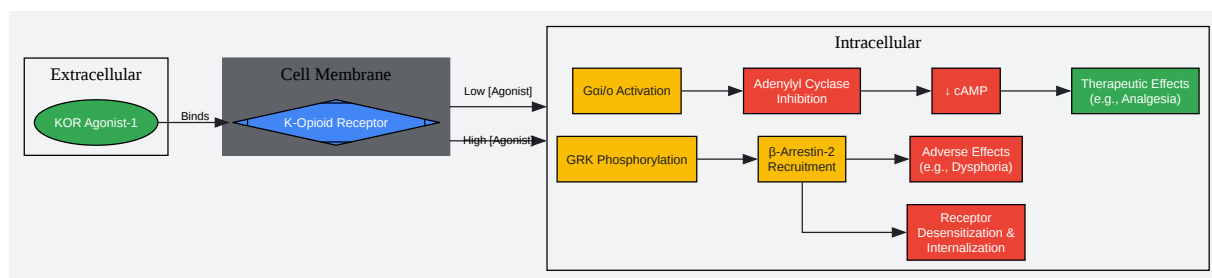 Extracellular
KOR Agonist-1
Binds
Cell Membrane
K-Opioid Receptor
Low [Agonist]
High [Agonist]
Intracellular
Gαi/o Activation
Adenylyl Cyclase
Inhibition
↓ cAMP
Therapeutic Effects
(e.g., Analgesia)
GRK Phosphorylation
β-Arrestin-2
Recruitment
Adverse Effects
(e.g., Dysphoria)
Receptor
Desensitization &
Internalization